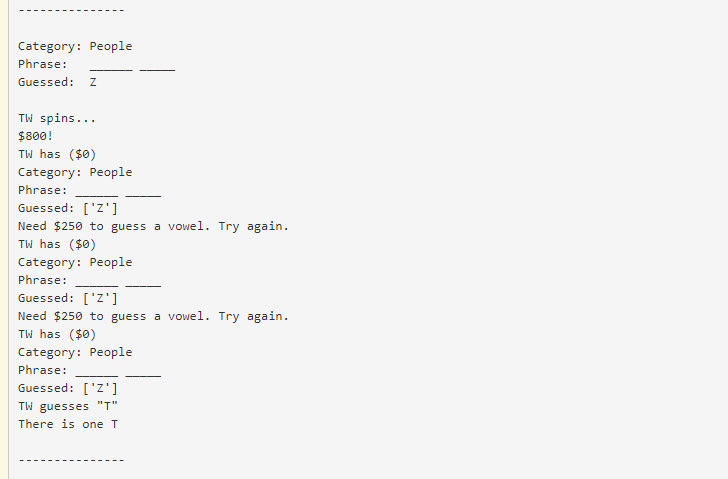 ---------------
Category: People
Phrase:   ______ _____
Guessed:  Z
TW spins...
$800!
TW has ($0)
Category: People
Phrase: ______ _____
Guessed: ['Z']
Need $250 to guess a vowel. Try again.
TW has ($0)
Category: People
Phrase: ______ _____
Guessed: ['Z']
Need $250 to guess a vowel. Try again.
TW has ($0)
Category: People
Phrase: ______ _____
Guessed: ['Z']
TW guesses "T"
There is one T
---------------